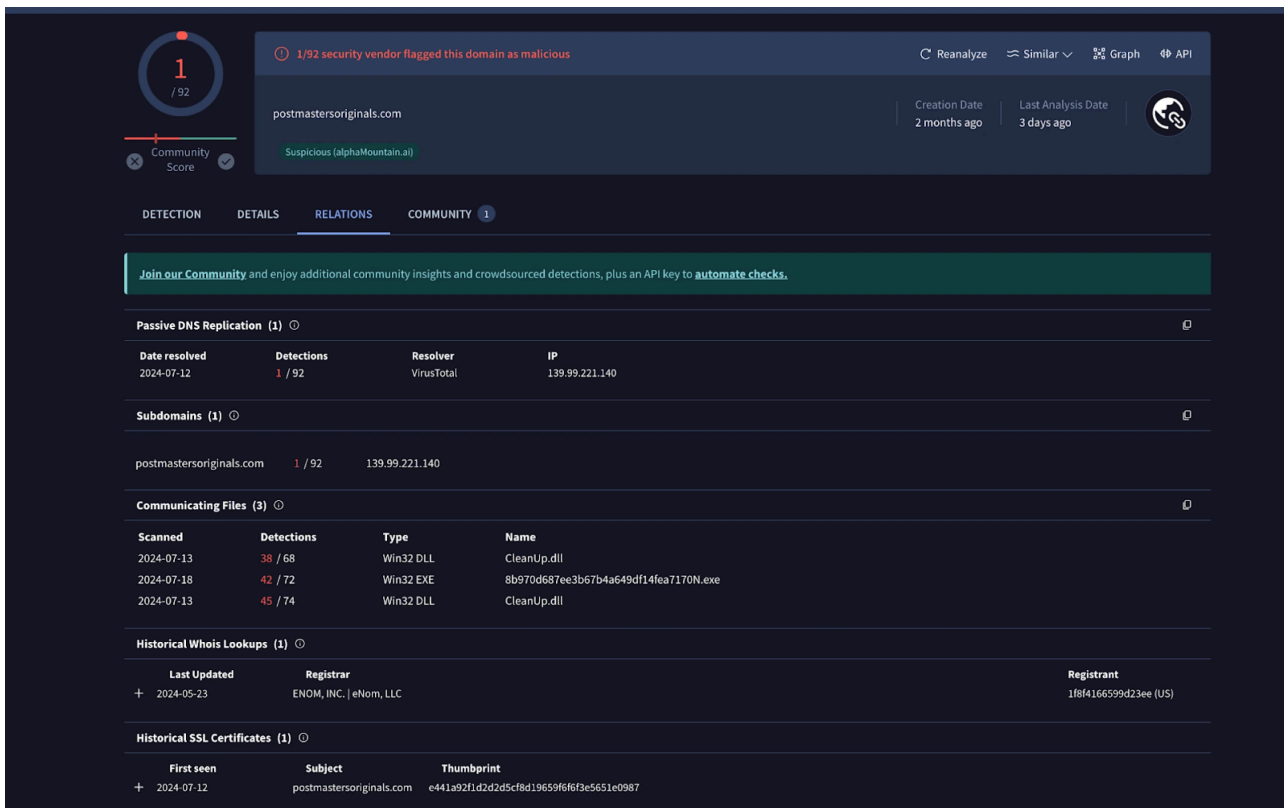 1
/ 92
Community
Score
1/92 security vendor flagged this domain as malicious
Reanalyze Similar Graph API
postmastersoriginals.com
Suspicious (alphaMountain.ai)
Creation Date Last Analysis Date
2 months ago 3 days ago
DETECTION DETAILS RELATIONS COMMUNITY 1
Join our Community and enjoy additional community insights and crowdsourced detections, plus an API key to automate checks.
Passive DNS Replication (1)
Date resolved Detections Resolver IP
2024-07-12 1 / 92 VirusTotal 139.99.221.140
Subdomains (1)
postmastersoriginals.com 1 / 92 139.99.221.140
Communicating Files (3)
Scanned Detections Type Name
2024-07-13 38 / 68 Win32 DLL CleanUp.dll
2024-07-18 42 / 72 Win32 EXE 8b970d687ee3b67b4a649df14fea7170N.exe
2024-07-13 45 / 74 Win32 DLL CleanUp.dll
Historical Whois Lookups (1)
Last Updated Registrar Registrant
+ 2024-05-23 ENOM, INC. | eNom, LLC 1f8f4166599d23ee (US)
Historical SSL Certificates (1)
First seen Subject Thumbprint
+ 2024-07-12 postmastersoriginals.com e441a92f1d2d2d5cf8d19659f6f6f3e5651e0987